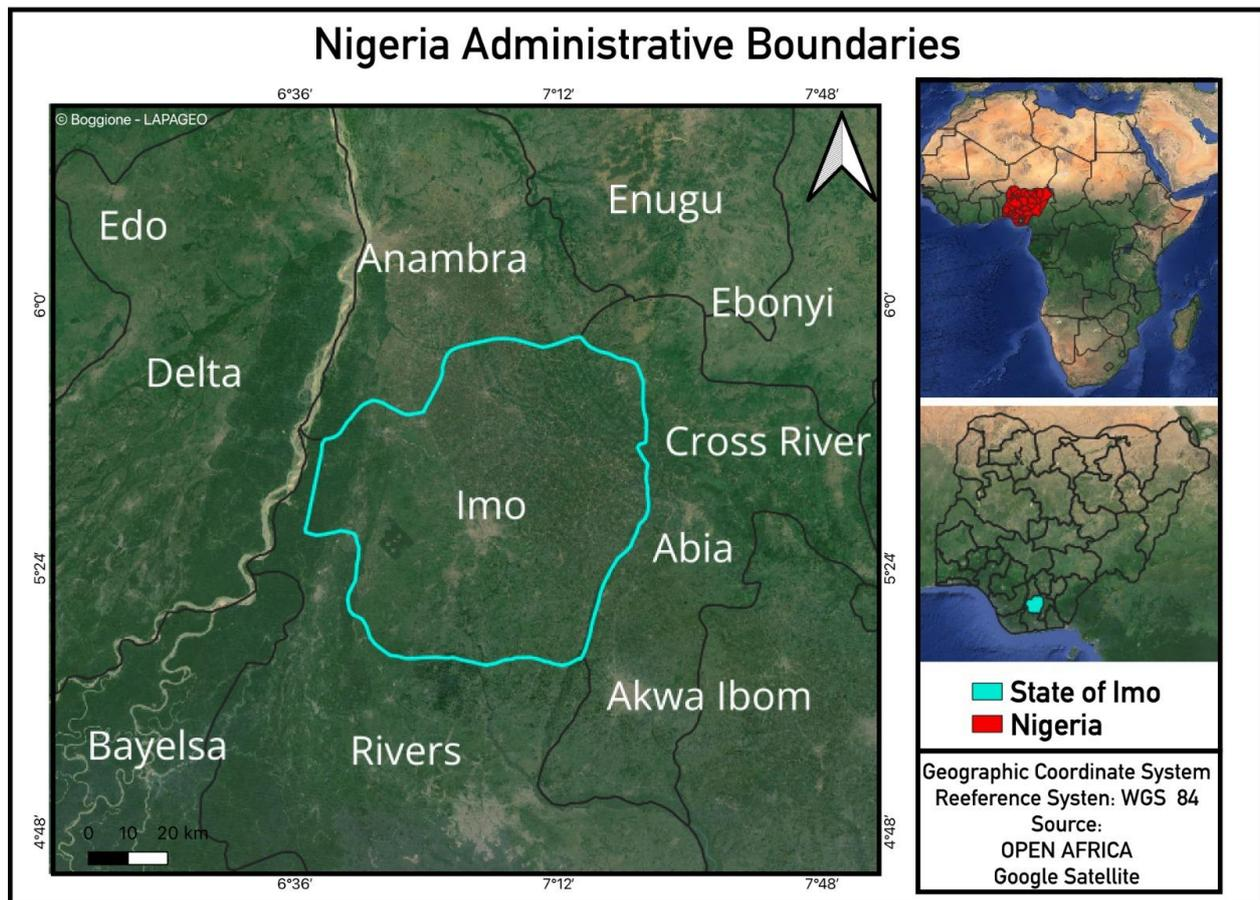 Nigeria Administrative Boundaries
6°36′ 7°12′ 7°48′
© Boggione - LAPAGEO
Edo
Enugu
Anambra
6°0′ 6°0′
Ebonyi
Delta
Cross River
Imo
Abia
5°24′ 5°24′
Akwa Ibom
Bayelsa
Rivers
4°48′ 4°48′
0 10 20 km
6°36′ 7°12′ 7°48′
State of Imo
Nigeria
Geographic Coordinate System
Reeference Systen: WGS 84
Source:
OPEN AFRICA
Google Satellite